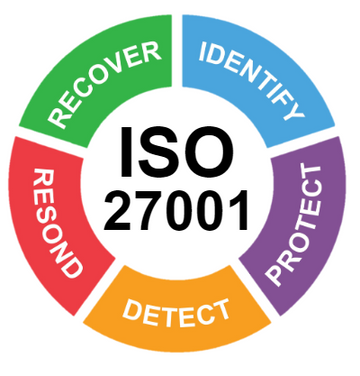 ISO
27001
IDENTIFY
PROTECT
DETECT
RESOND
RECOVER